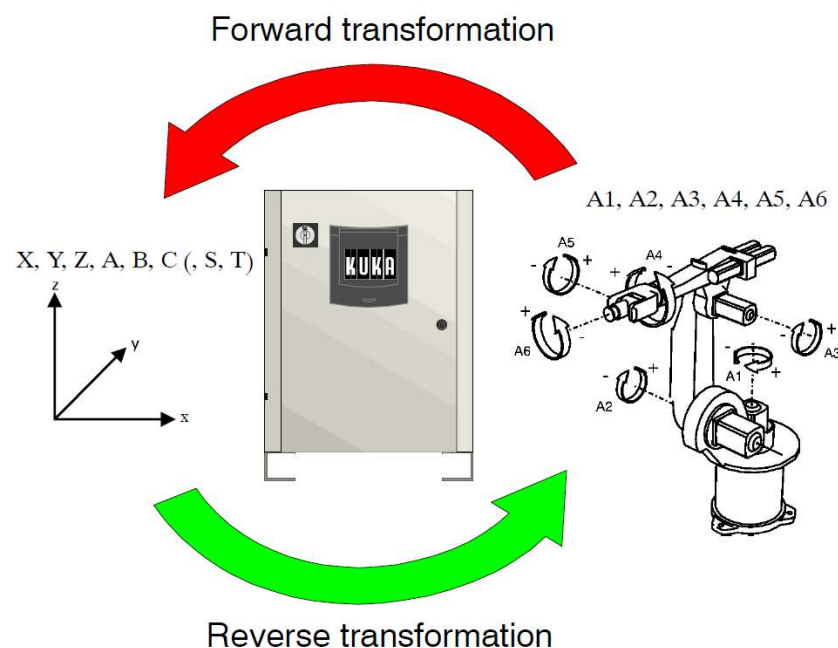 Forward transformation
A1, A2, A3, A4, A5, A6
X, Y, Z, A, B, C (, S, T)
z
y
x
KUKA
A5
- +
A4
+ -
A6
+ -
A3
- +
A1
- +
A2
- +
Reverse transformation